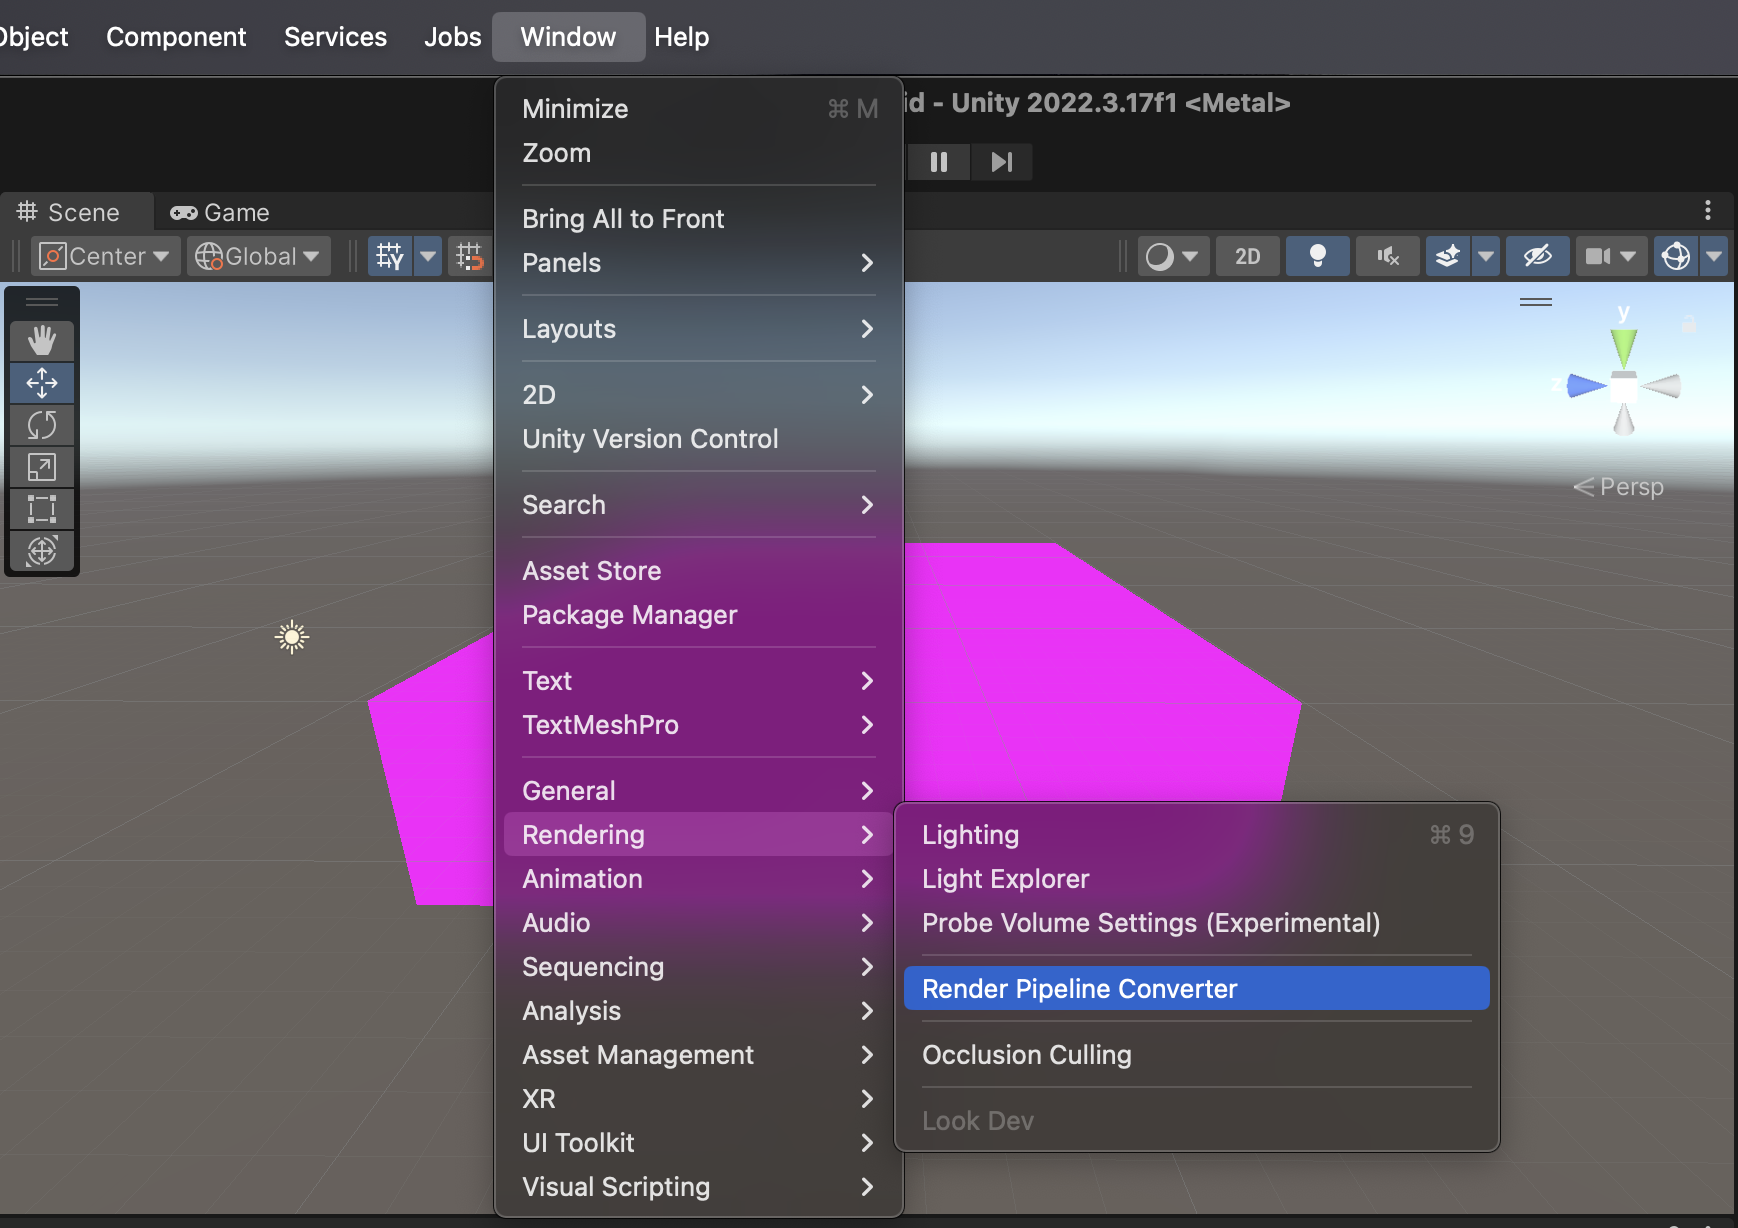 Component Services Jobs Window Help
Minimize ⌘ M
- Unity 2022.3.17f1 <Metal>
Zoom
Scene Game
Center Global
2D
Bring All to Front
Panels
Layouts
2D
Unity Version Control
Search
Asset Store
Package Manager
Text
TextMeshPro
General
Rendering
Animation
Audio
Sequencing
Analysis
Asset Management
XR
UI Toolkit
Visual Scripting
Lighting ⌘ 9
Light Explorer
Probe Volume Settings (Experimental)
Render Pipeline Converter
Occlusion Culling
Look Dev
y
z
Persp